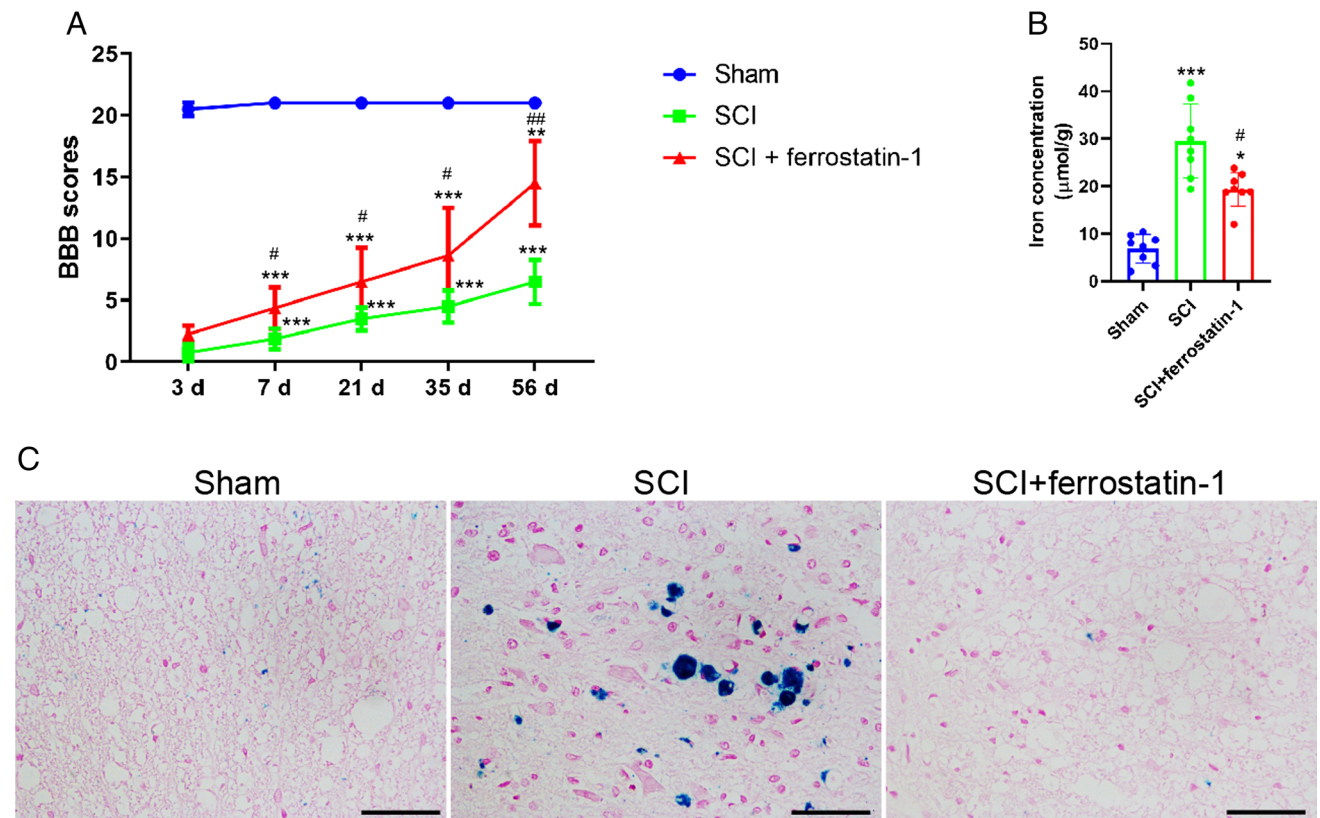 A
25
20
15
10
5
0
BBB scores
3 d
7 d
21 d
35 d
56 d
#
***
***
#
***
***
#
***
***
##
**
***
Sham
SCI
SCI + ferrostatin-1
B
50
40
30
20
10
0
Iron concentration
(μmol/g)
***
#
*
Sham
SCI
SCI+ferrostatin-1
C
Sham
SCI
SCI+ferrostatin-1